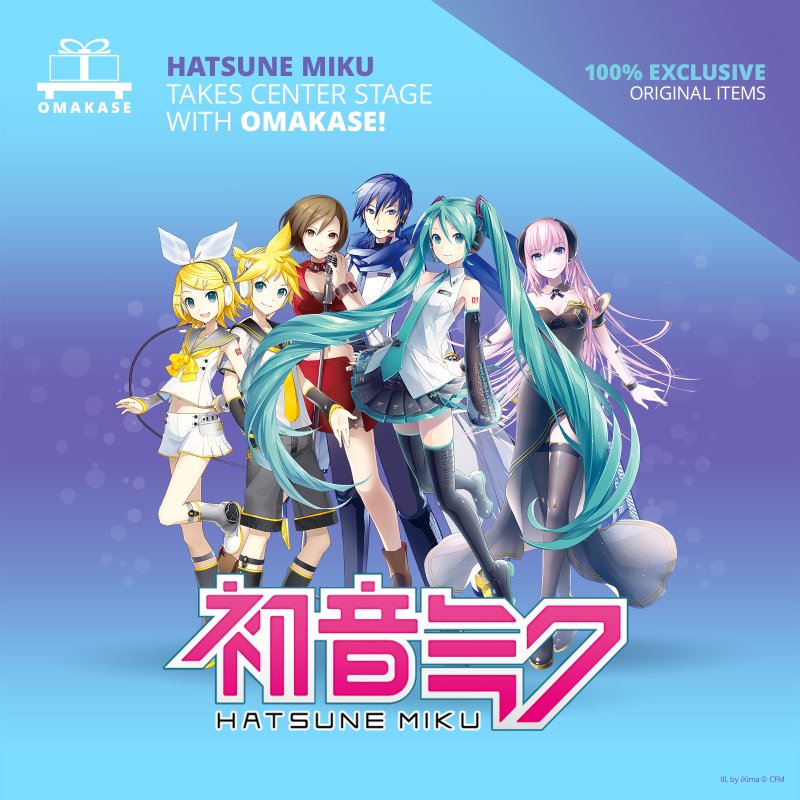 OMAKASE
HATSUNE MIKU
TAKES CENTER STAGE
WITH OMAKASE!
100% EXCLUSIVE
ORIGINAL ITEMS
01
初音ミク
HATSUNE MIKU
Ill. by iXima © CFM